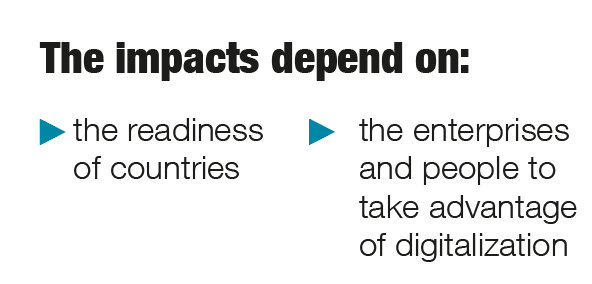 The impacts depend on:
the readiness
of countries
the enterprises
and people to
take advantage
of digitalization